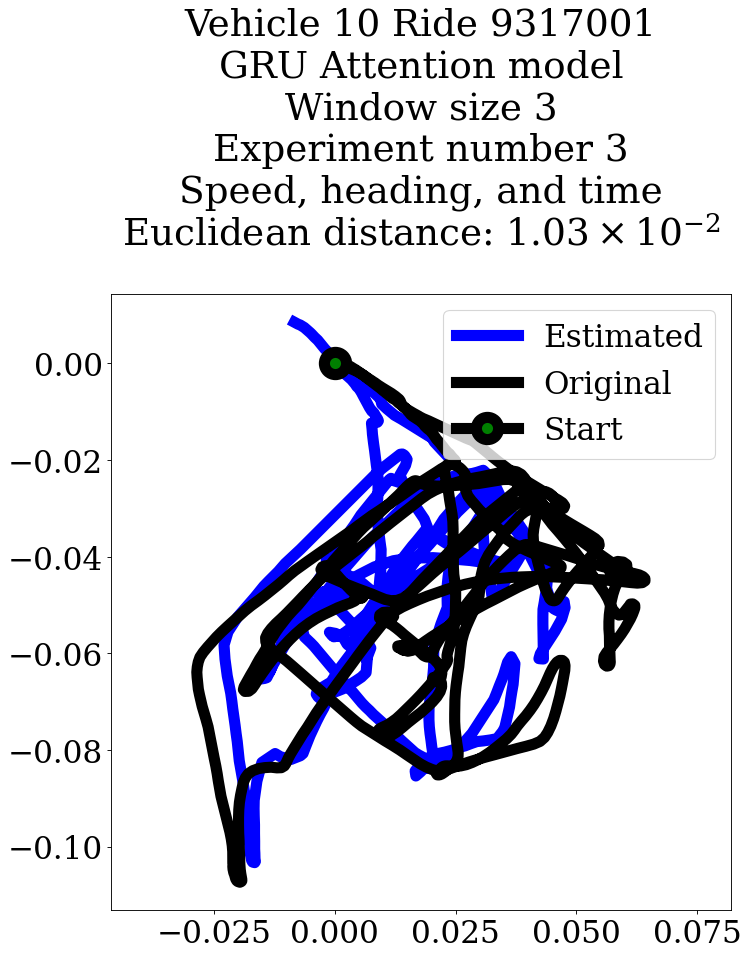 Vehicle 10 Ride 9317001
GRU Attention model
Window size 3
Experiment number 3
Speed, heading, and time
Euclidean distance: 1.03 × 10⁻²
Estimated
Original
Start
0.00
−0.02
−0.04
−0.06
−0.08
−0.10
−0.025 0.000 0.025 0.050 0.075